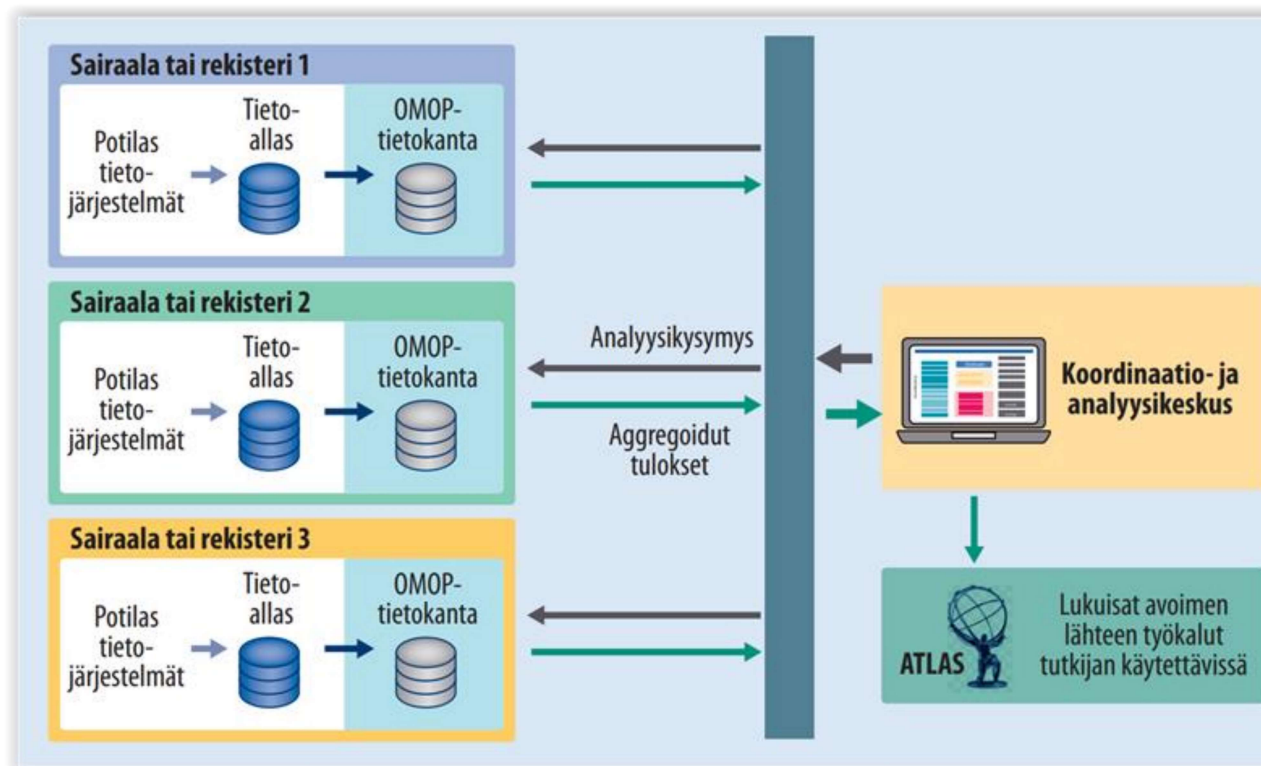 Sairaala tai rekisteri 1
Potilas
tieto-
järjestelmät
Tieto-
allas
OMOP-
tietokanta
Sairaala tai rekisteri 2
Potilas
tieto-
järjestelmät
Tieto-
allas
OMOP-
tietokanta
Analyysikysymys
Aggregoidut
tulokset
Koordinaatio- ja
analyysikeskus
Sairaala tai rekisteri 3
Potilas
tieto-
järjestelmät
Tieto-
allas
OMOP-
tietokanta
ATLAS
Lukuisat avoimen
lähteen työkalut
tutkijan käytettävissä